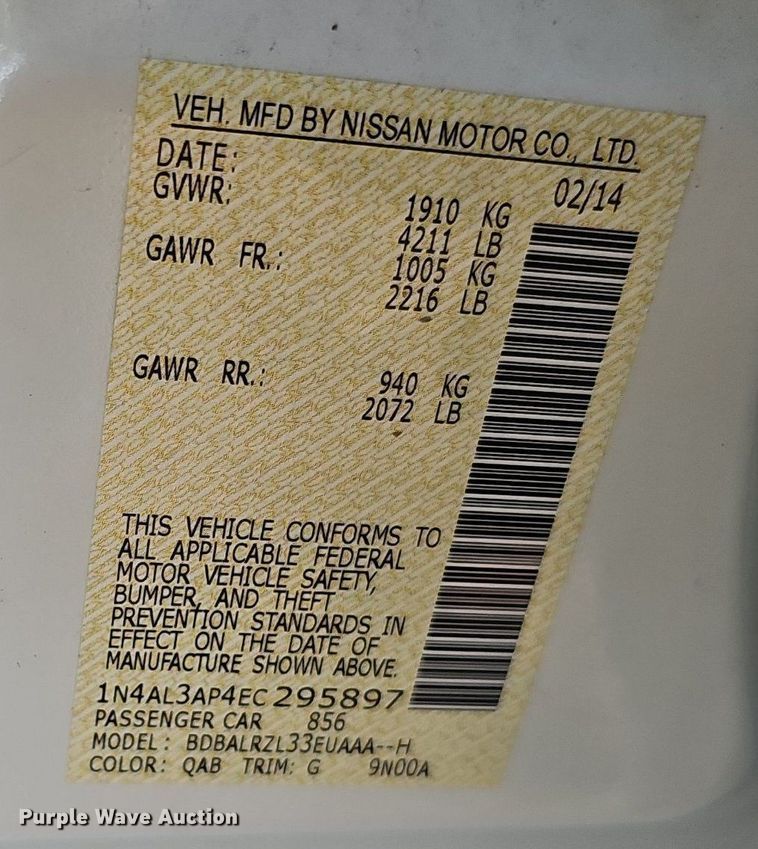 VEH. MFD BY NISSAN MOTOR CO., LTD.
DATE: 02/14
GVWR: 1910 KG
4211 LB
GAWR FR.: 1005 KG
2216 LB
GAWR RR.: 940 KG
2072 LB
THIS VEHICLE CONFORMS TO
ALL APPLICABLE FEDERAL
MOTOR VEHICLE SAFETY,
BUMPER, AND THEFT
PREVENTION STANDARDS IN
EFFECT ON THE DATE OF
MANUFACTURE SHOWN ABOVE.
1N4AL3AP4EC295897
PASSENGER CAR 856
MODEL: BDBALRZL33EUAAA--H
COLOR: QAB TRIM: G 9N00A
Purple Wave Auction